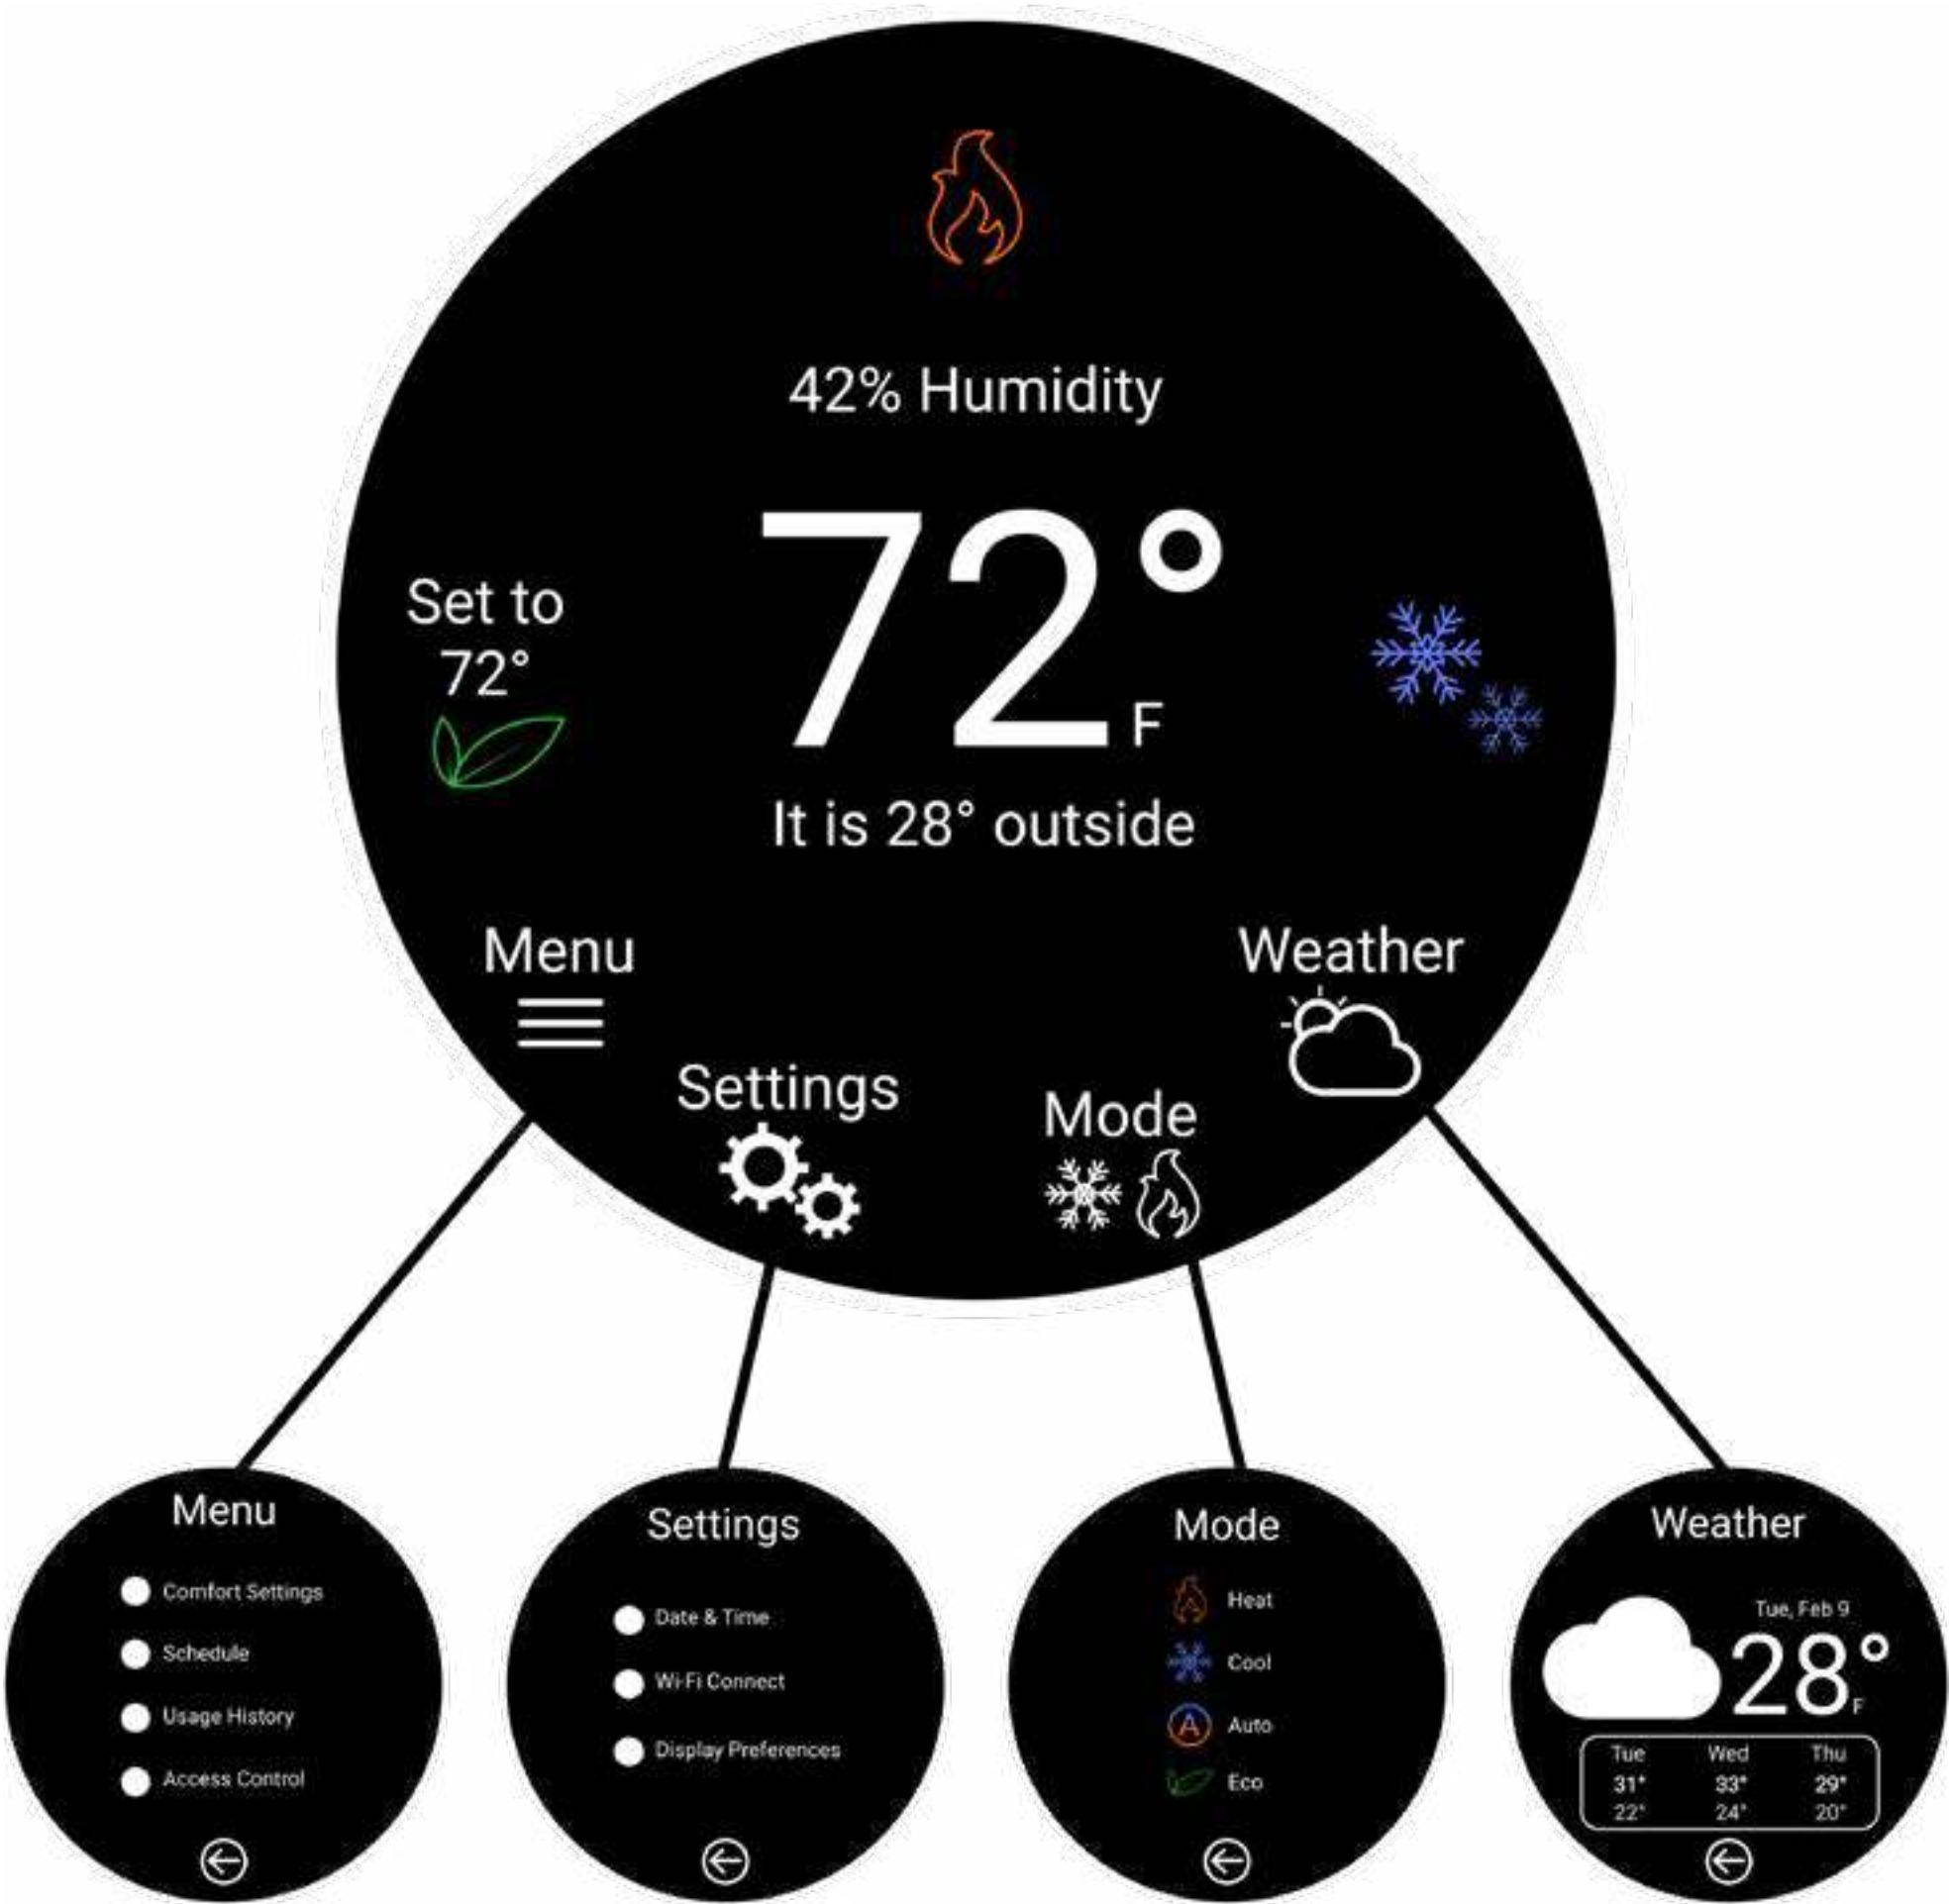 42% Humidity
72°
F
Set to
72°
It is 28° outside
Menu
Weather
Settings
Mode
Menu
Comfort Settings
Schedule
Usage History
Access Control
Settings
Date & Time
Wi-Fi Connect
Display Preferences
Mode
Heat
Cool
A Auto
Eco
Weather
Tue, Feb 9
28°
F
Tue Wed Thu
31° 33° 29°
22° 24° 20°